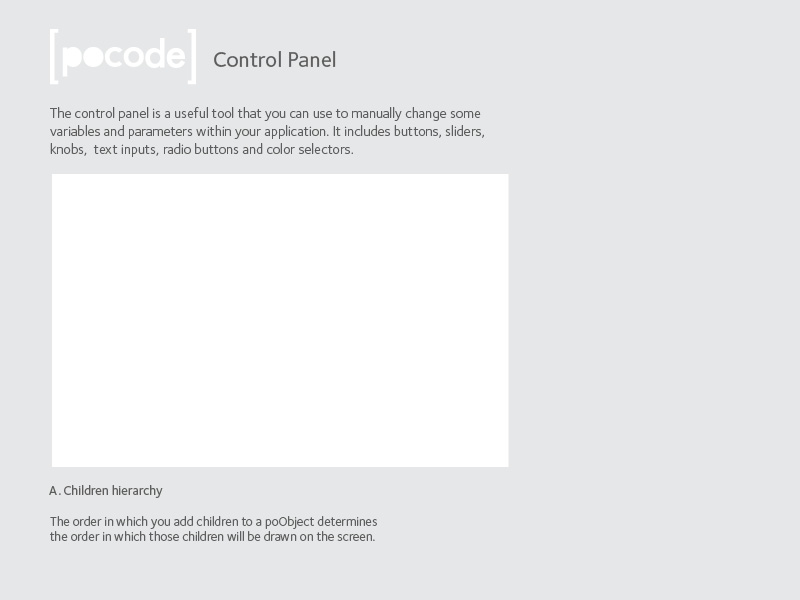 [pocode] Control Panel
The control panel is a useful tool that you can use to manually change some
variables and parameters within your application. It includes buttons, sliders,
knobs,  text inputs, radio buttons and color selectors.
A. Children hierarchy
The order in which you add children to a poObject determines
the order in which those children will be drawn on the screen.